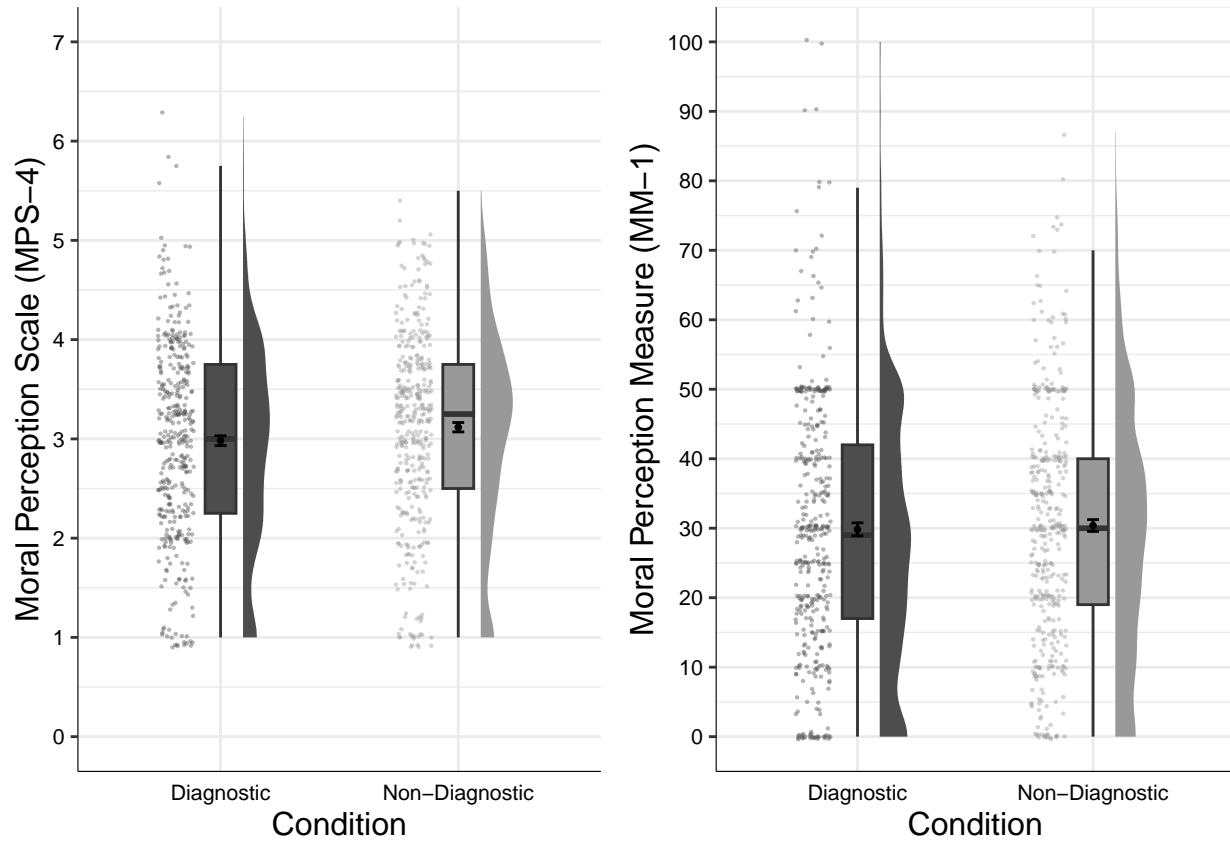 Moral Perception Scale (MPS−4)
7
6
5
4
3
2
1
0
Diagnostic
Non−Diagnostic
Condition
Moral Perception Measure (MM−1)
100
90
80
70
60
50
40
30
20
10
0
Diagnostic
Non−Diagnostic
Condition